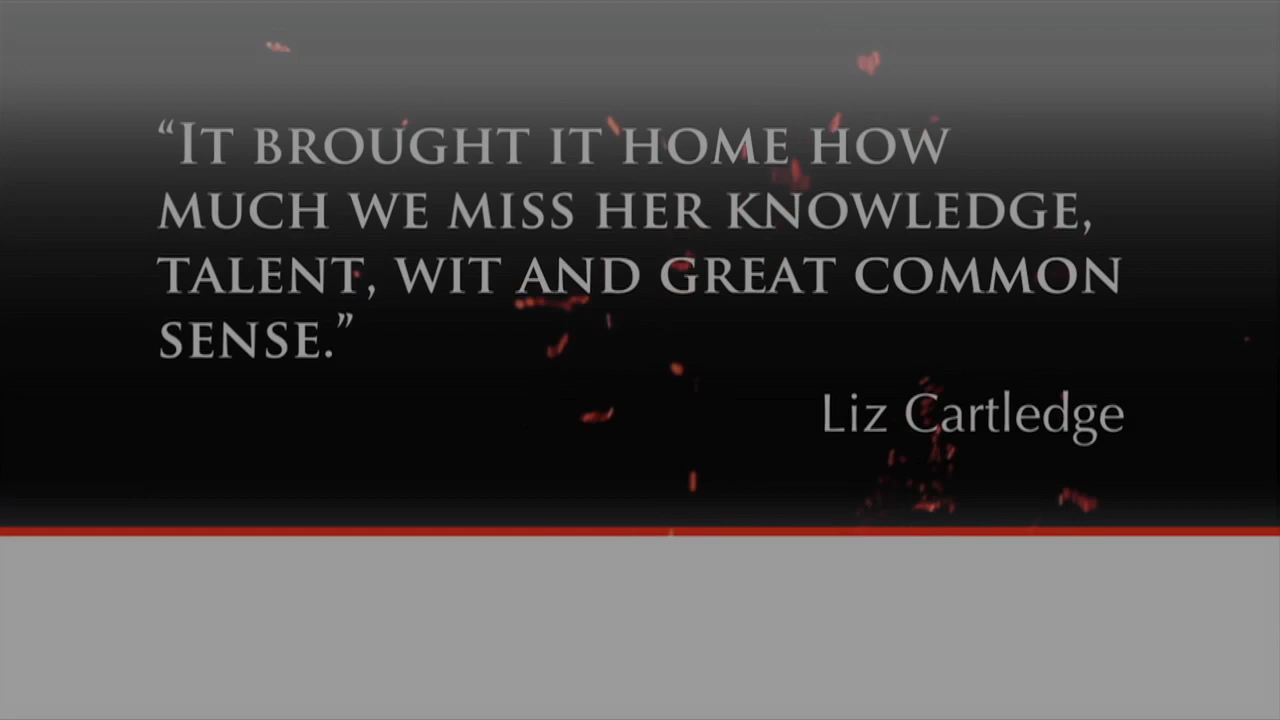 “It brought it home how
much we miss her knowledge,
talent, wit and great common
sense.”
Liz Cartledge